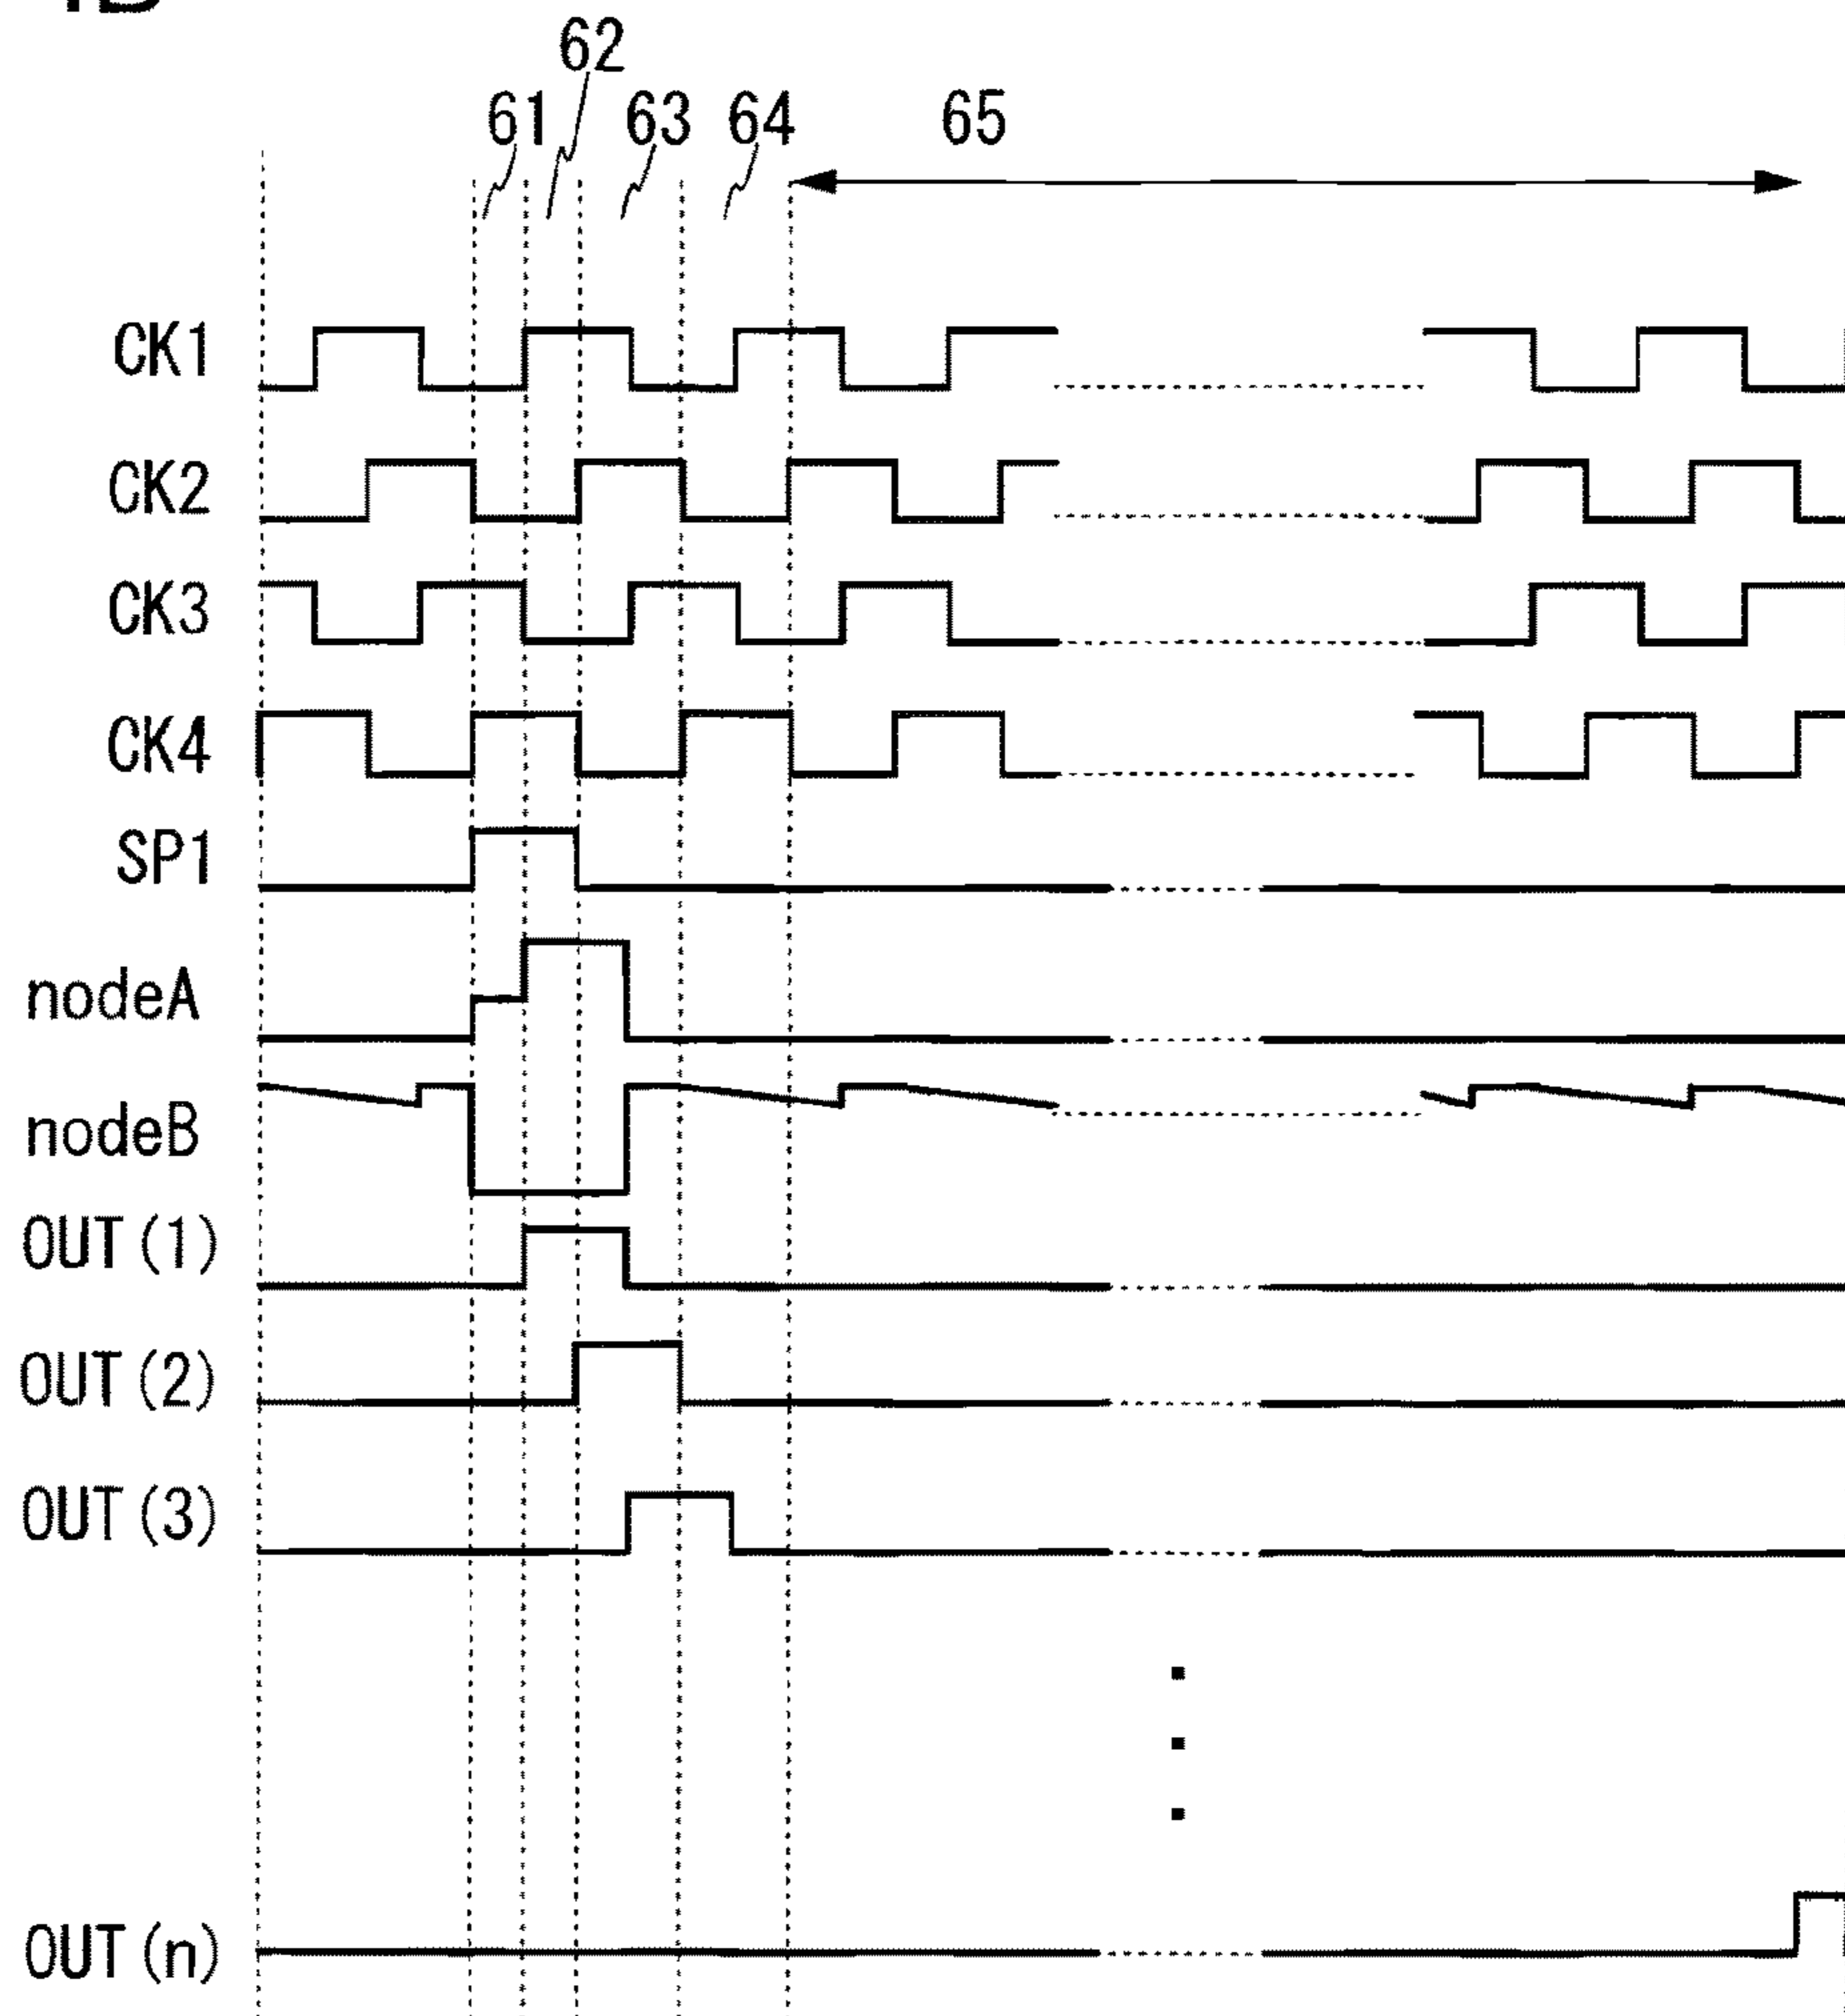 62
61 63 64 65
CK1
CK2
CK3
CK4
SP1
nodeA
nodeB
OUT(1)
OUT(2)
OUT(3)
OUT(n)